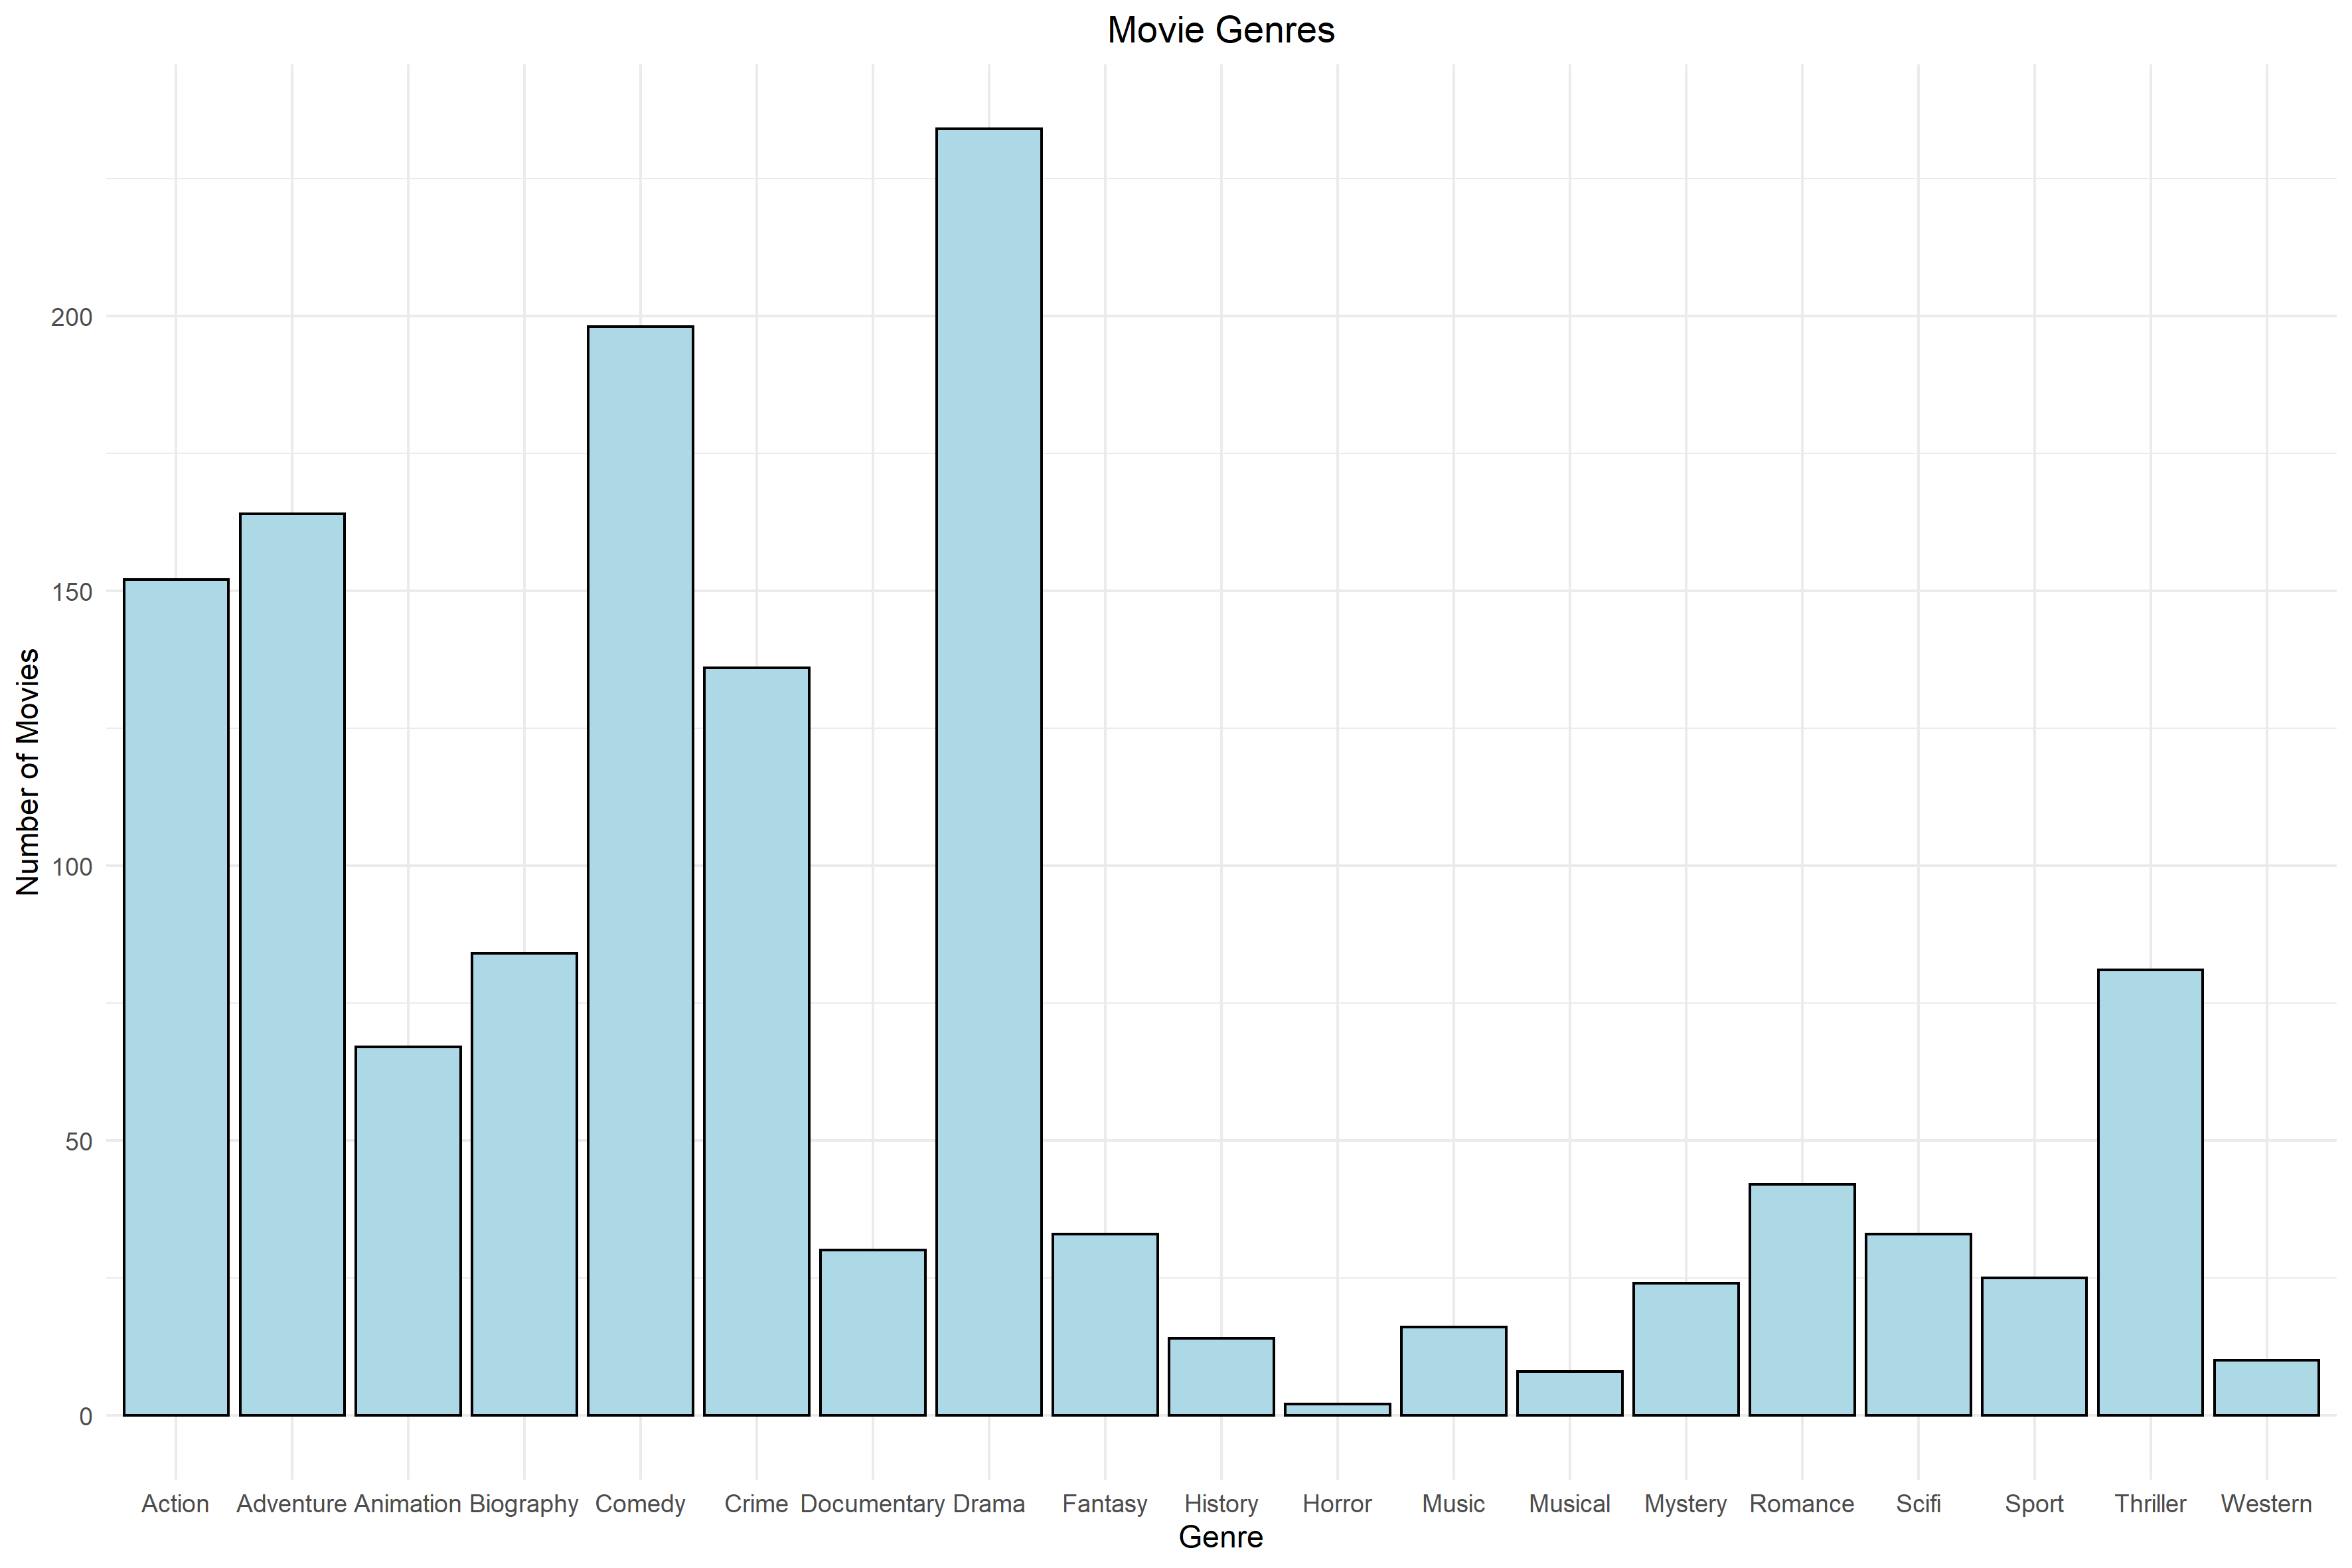 Movie Genres
Number of Movies
200
150
100
50
0
Action Adventure Animation Biography Comedy Crime Documentary Drama Fantasy History Horror Music Musical Mystery Romance Scifi Sport Thriller Western
Genre